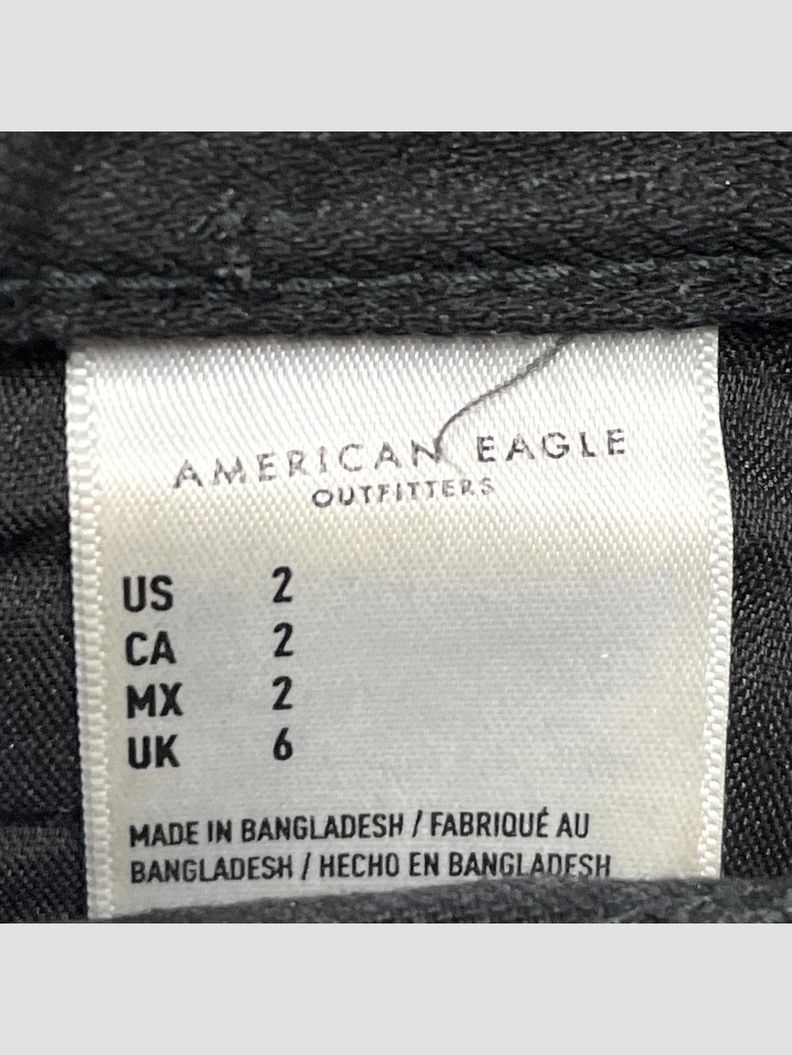 AMERICAN EAGLE
OUTFITTERS
US 2
CA 2
MX 2
UK 6
MADE IN BANGLADESH / FABRIQUÉ AU
BANGLADESH / HECHO EN BANGLADESH